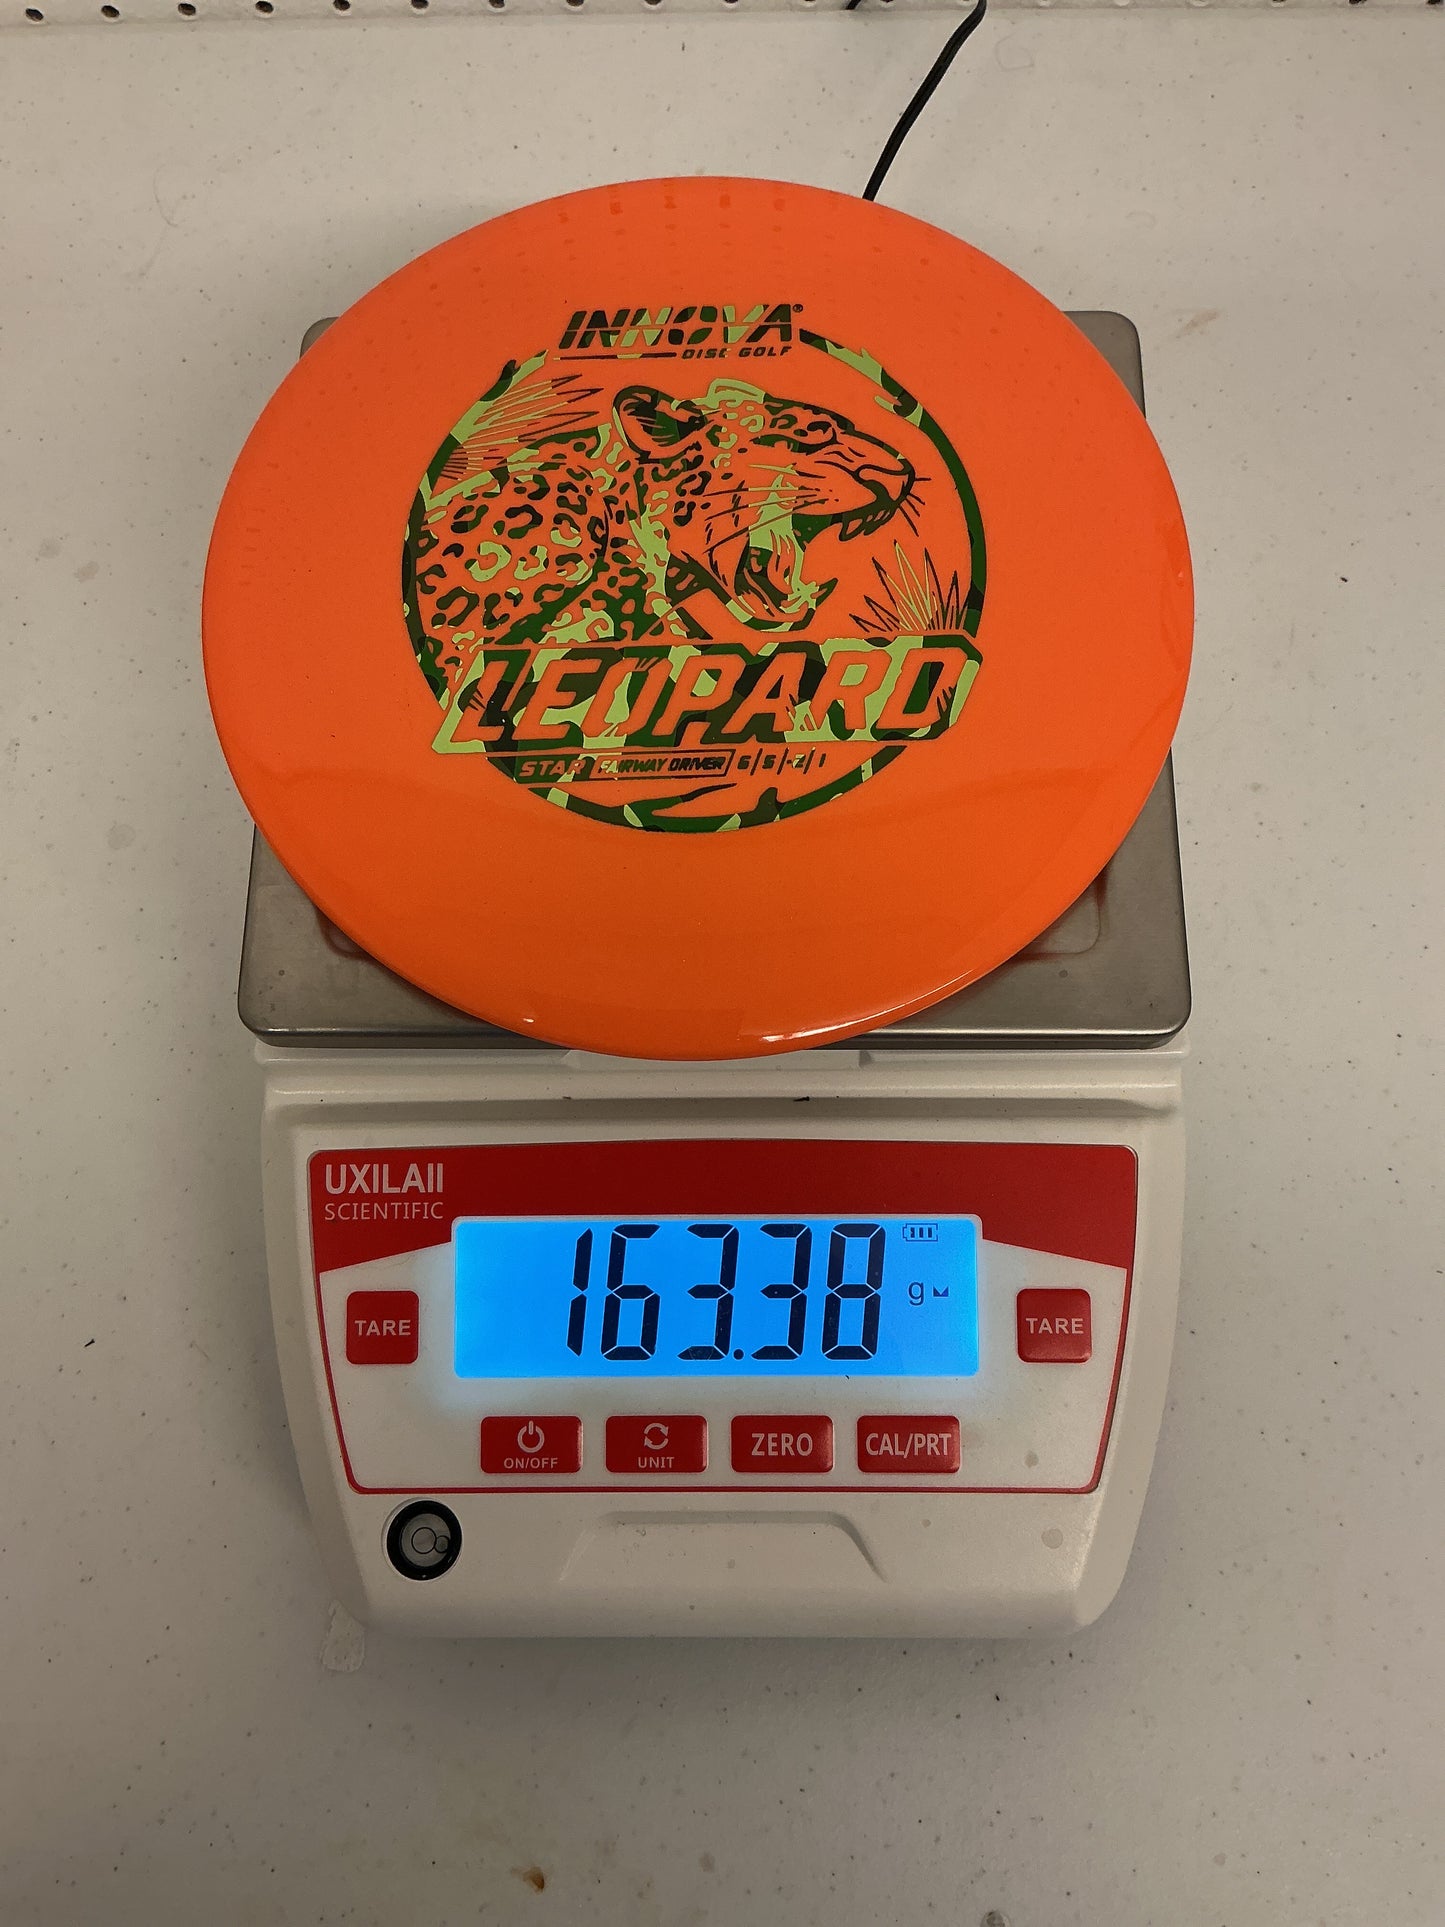 INNOVA®
DISC GOLF
LEOPARD
STAR FAIRWAY DRIVER 6/5/-2/1
UXILAII
SCIENTIFIC
163.38 g
TARE
TARE
ON/OFF
UNIT
ZERO
CAL/PRT